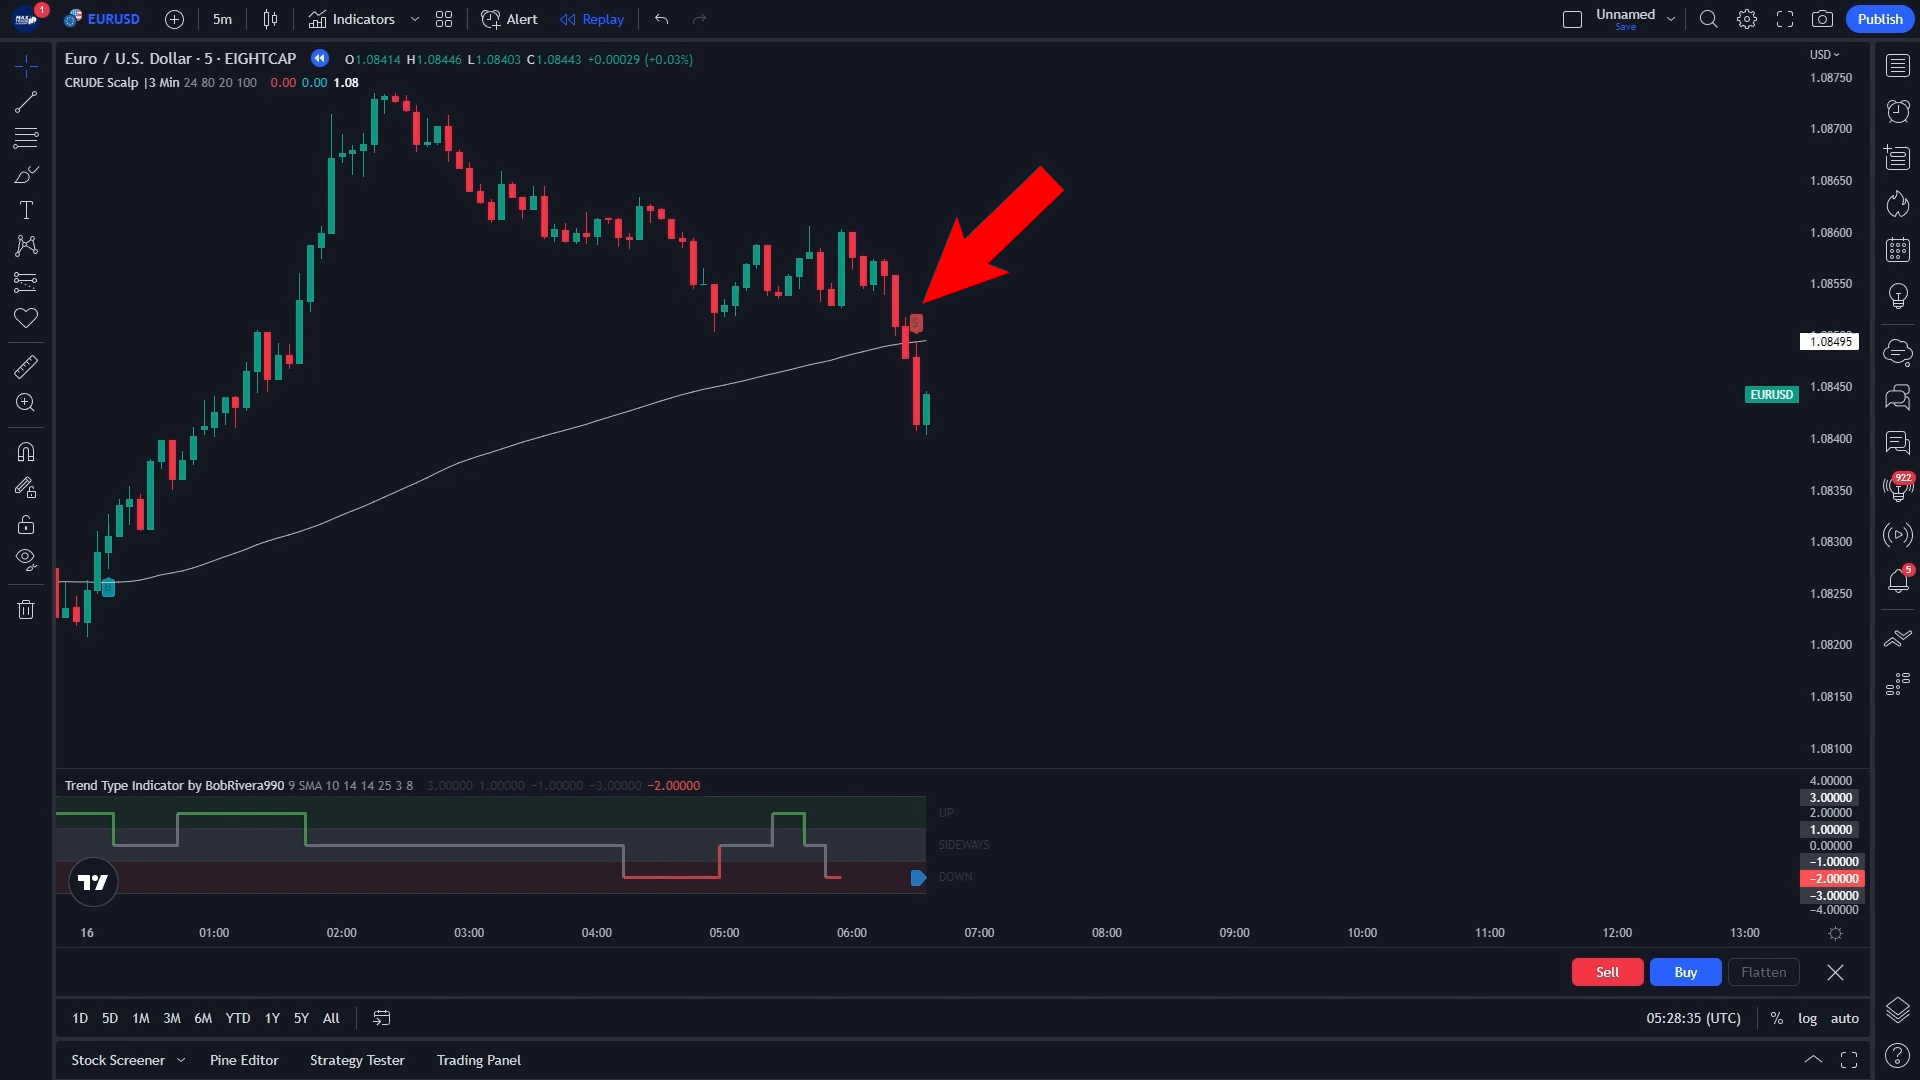 1 EURUSD 5m Indicators Alert Replay Unnamed Save Publish
Euro / U.S. Dollar · 5 · EIGHTCAP O1.08414 H1.08446 L1.08403 C1.08443 +0.00029 (+0.03%) USD
CRUDE Scalp |3 Min 24 80 20 100 0.00 0.00 1.08
1.08750
1.08700
1.08650
1.08600
1.08550
1.08495
EURUSD
1.08450
1.08400
1.08350
1.08300
1.08250
1.08200
1.08150
1.08100
922
5
Trend Type Indicator by BobRivera990 9 SMA 10 14 14 25 3 8 3.00000 1.00000 −1.00000 −3.00000 −2.00000
4.00000
3.00000
UP 2.00000
1.00000
SIDEWAYS 0.00000
−1.00000
DOWN −2.00000
−3.00000
−4.00000
16 01:00 02:00 03:00 04:00 05:00 06:00 07:00 08:00 09:00 10:00 11:00 12:00 13:00
Sell Buy Flatten
1D 5D 1M 3M 6M YTD 1Y 5Y All 05:28:35 (UTC) % log auto
Stock Screener Pine Editor Strategy Tester Trading Panel